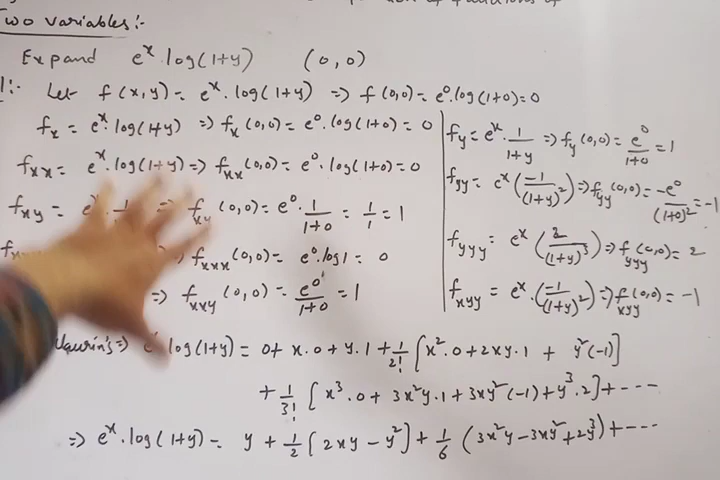 Two variables:-
Expand e^x.log(1+y) (0,0)
Let f(x,y) = e^x.log(1+y) => f(0,0) = e^0.log(1+0) = 0
f_x = e^x.log(1+y) => f_x(0,0) = e^0.log(1+0) = 0
f_xx = e^x.log(1+y) => f_xx(0,0) = e^0.log(1+0) = 0
f_xy = => f_xy(0,0) = e^0.1/(1+0) = 1/1 = 1
f_xxx(0,0) = e^0.log1 = 0
=> f_xxy(0,0) = e^0/(1+0) = 1
f_y = e^x.1/(1+y) => f_y(0,0) = e^0/(1+0) = 1
f_yy = e^x(-1/(1+y)^2) => f_yy(0,0) = -e^0/(1+0)^2 = -1
f_yyy = e^x(2/(1+y)^3) => f_yyy(0,0) = 2
f_xyy = e^x.(-1/(1+y)^2) => f_xyy(0,0) = -1
log(1+y) = 0+ x.0 + y.1 + 1/2! [x^2.0 + 2xy.1 + y^2(-1)]
+ 1/3! [x^3.0 + 3x^2y.1 + 3xy^2(-1) + y^3.2] + ---
=> e^x.log(1+y) = y + 1/2 [2xy - y^2] + 1/6 (3x^2y - 3xy^2 + 2y^3) + ---